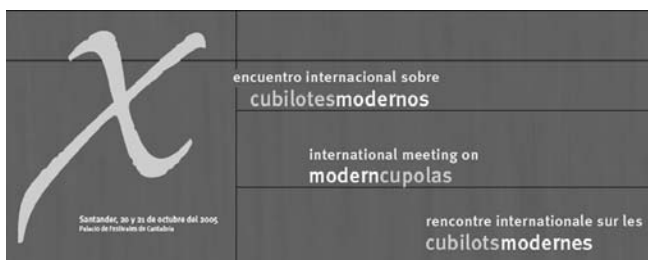 X
encuentro internacional sobre
cubilotesmodernos
international meeting on
moderncupolas
Santander, 20 y 21 de octubre del 2005
Palacio de Festivales de Cantabria
rencontre internationale sur les
cubilotsmodernes